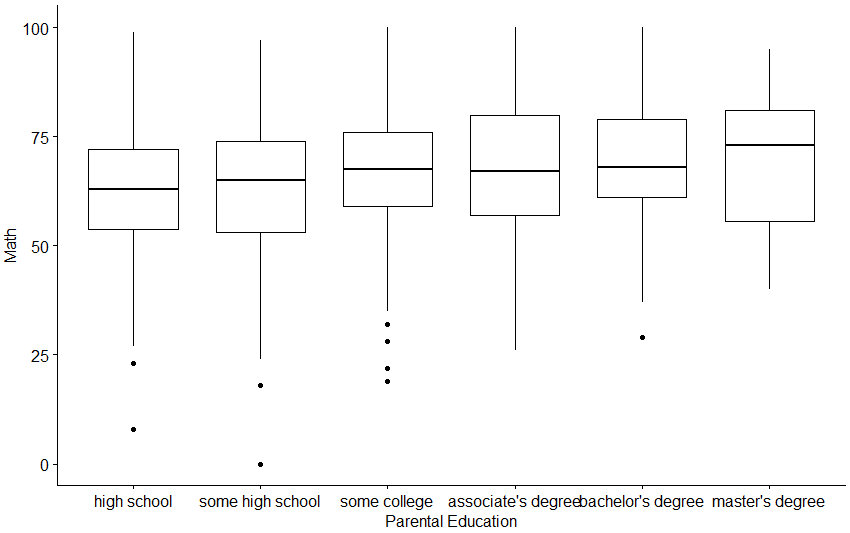 100
75
50
25
0
Math
high school
some high school
some college
associate's degree
bachelor's degree
master's degree
Parental Education